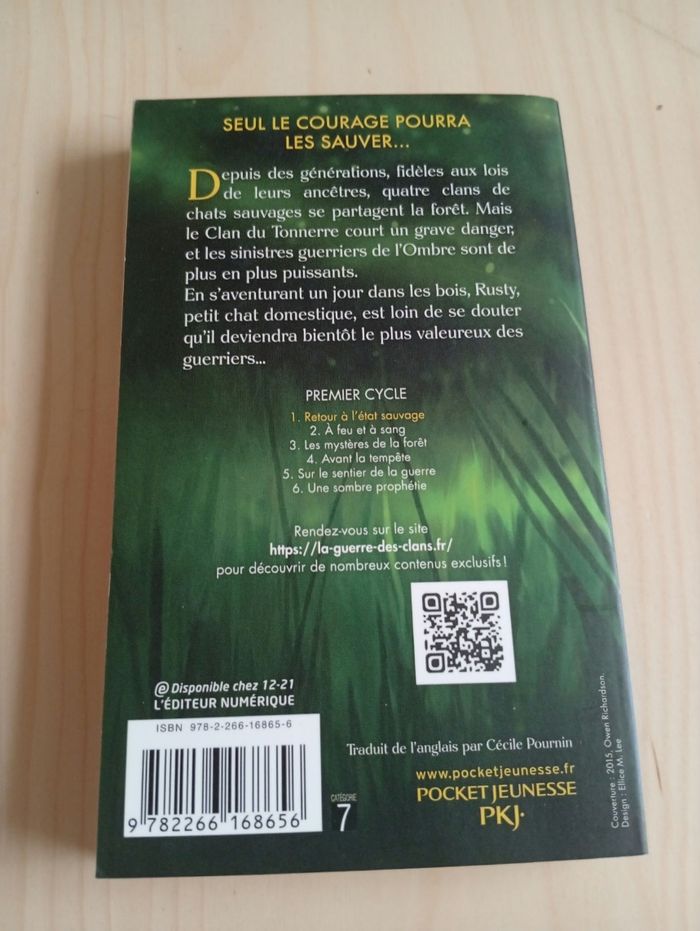 SEUL LE COURAGE POURRA
LES SAUVER...
Depuis des générations, fidèles aux lois
de leurs ancêtres, quatre clans de
chats sauvages se partagent la forêt. Mais
le Clan du Tonnerre court un grave danger,
et les sinistres guerriers de l'Ombre sont de
plus en plus puissants.
En s'aventurant un jour dans les bois, Rusty,
petit chat domestique, est loin de se douter
qu'il deviendra bientôt le plus valeureux des
guerriers...
PREMIER CYCLE
1. Retour à l'état sauvage
2. À feu et à sang
3. Les mystères de la forêt
4. Avant la tempête
5. Sur le sentier de la guerre
6. Une sombre prophétie
Rendez-vous sur le site
https://la-guerre-des-clans.fr/
pour découvrir de nombreux contenus exclusifs !
@ Disponible chez 12-21
L'ÉDITEUR NUMÉRIQUE
ISBN 978-2-266-16865-6
9 782266 168656
CATÉGORIE
7
Traduit de l'anglais par Cécile Pournin
www.pocketjeunesse.fr
POCKET JEUNESSE
PKJ·
Couverture : 2015, Owen Richardson.
Design : Ellice M. Lee